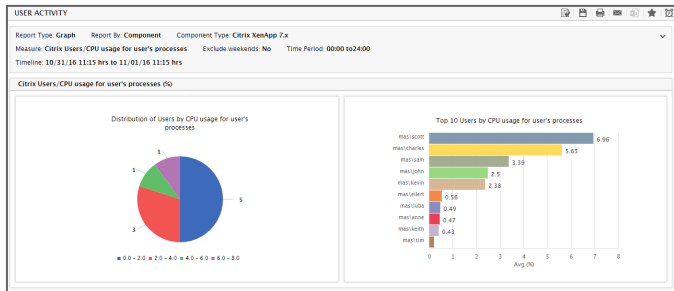 USER ACTIVITY
Report Type: Graph Report By: Component Component Type: Citrix XenApp 7.x
Measure: Citrix Users/CPU usage for user's processes Exclude weekends: No Time Period: 00:00 to24:00
Timeline: 10/31/16 11:15 hrs to 11/01/16 11:15 hrs
Citrix Users/CPU usage for user's processes (%)
Distribution of Users by CPU usage for user's
processes
1
1
5
3
0.0 - 2.0 2.0 - 4.0 4.0 - 6.0 6.0 - 8.0
Top 10 Users by CPU usage for user's processes
mas\scott 6.96
mas\charles 5.63
mas\sam 3.39
mas\john 2.5
mas\kevin 2.38
mas\eilert 0.56
mas\luba 0.49
mas\anne 0.47
mas\keith 0.43
mas\tim
0 1 2 3 4 5 6 7 8
Avg (%)